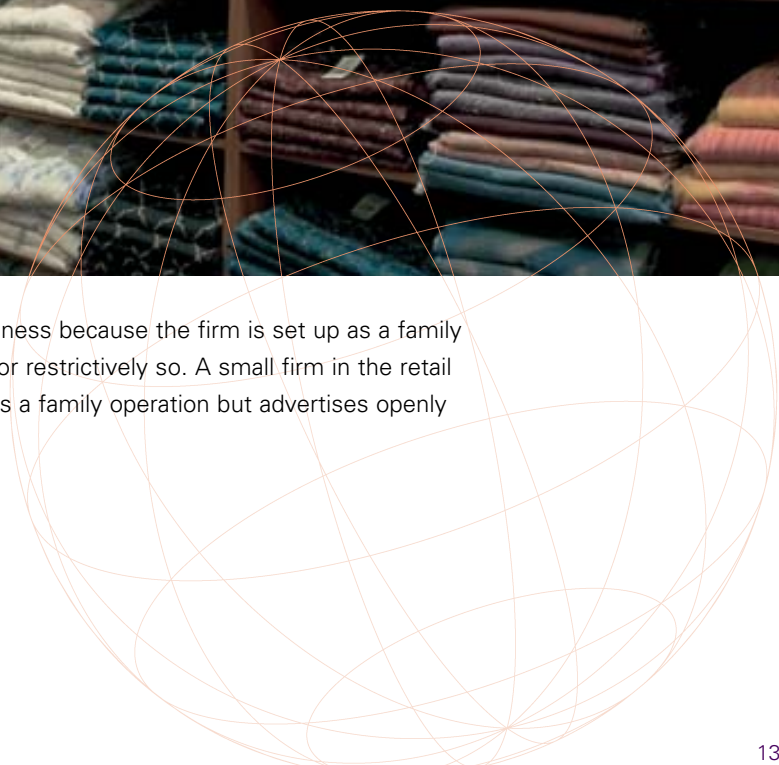 ness because the firm is set up as a family
or restrictively so. A small firm in the retail
s a family operation but advertises openly
13